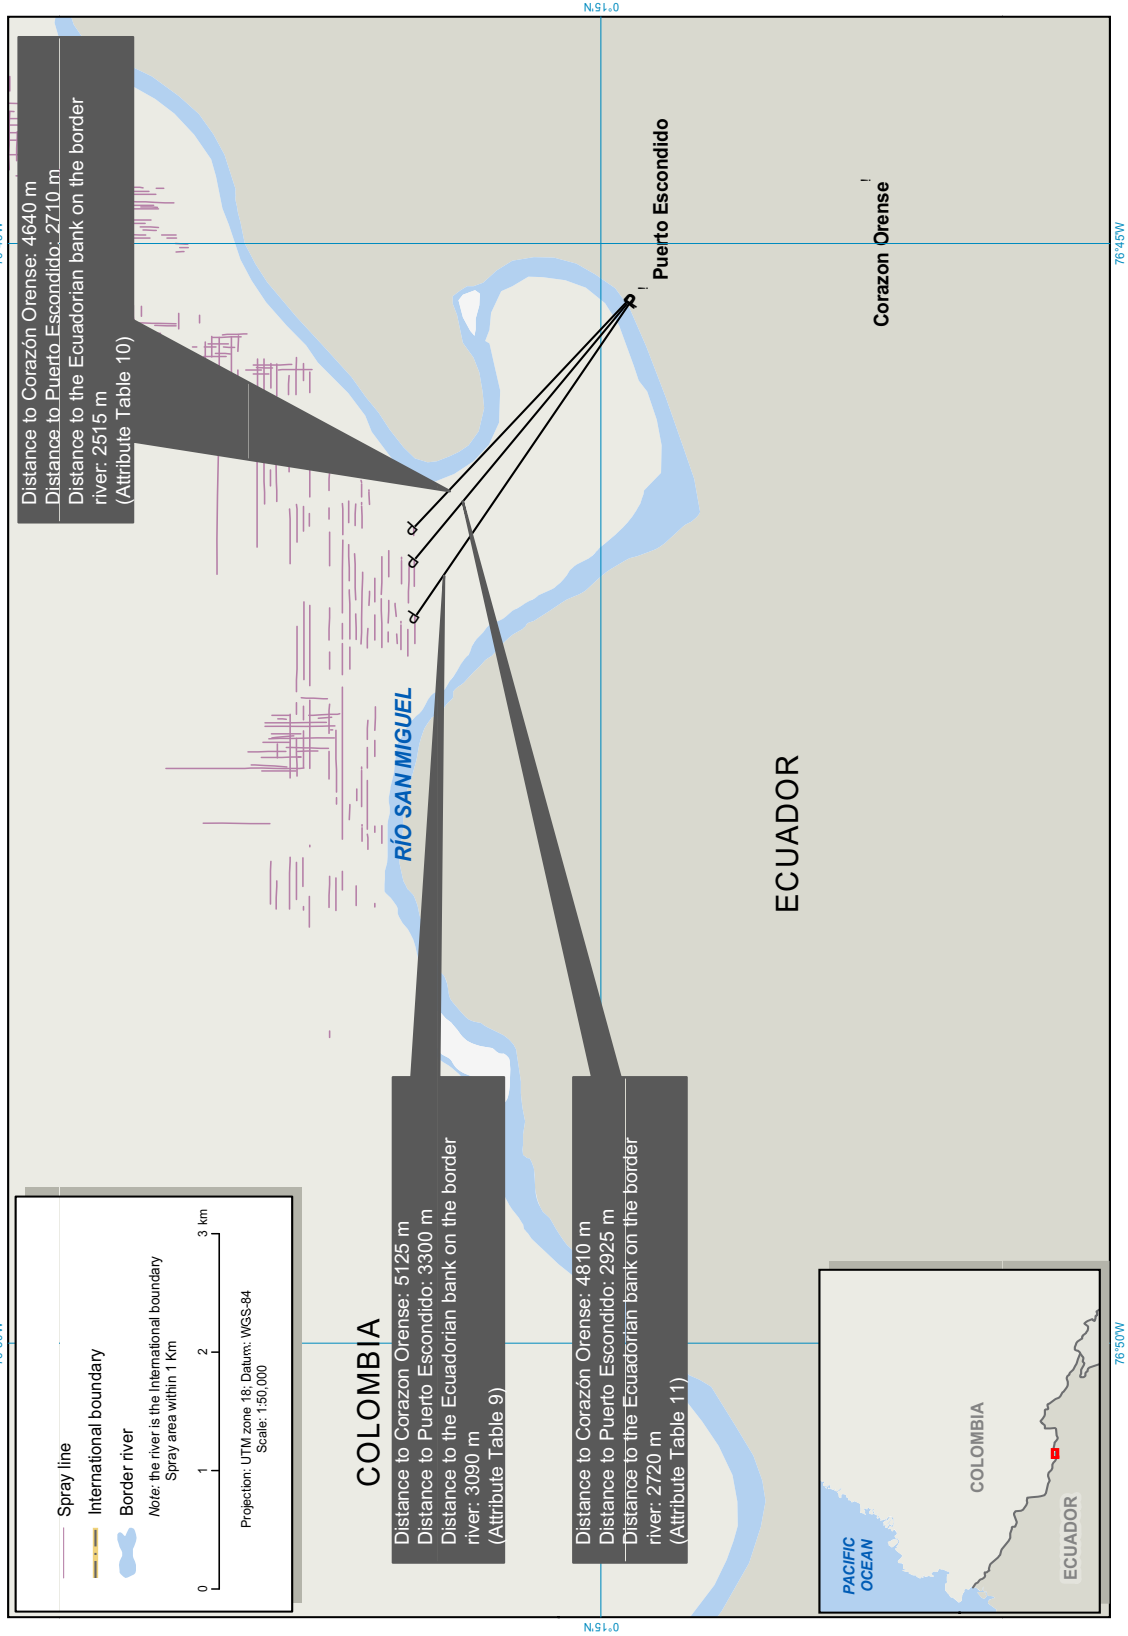 Spray line
International boundary
Border river
Note: the river is the International boundary
Spray area within 1 Km
0
1
2
3 km
Projection: UTM zone 18; Datum: WGS-84
Scale: 1:50,000
Distance to Corazón Orense: 4640 m
Distance to Puerto Escondido: 2710 m
Distance to the Ecuadorian bank on the border
river: 2515 m
(Attribute Table 10)
COLOMBIA
RÍO SAN MIGUEL
Distance to Corazon Orense: 5125 m
Distance to Puerto Escondido: 3300 m
Distance to the Ecuadorian bank on the border
river: 3090 m
(Attribute Table 9)
Distance to Corazón Orense: 4810 m
Distance to Puerto Escondido: 2925 m
Distance to the Ecuadorian bank on the border
river: 2720 m
(Attribute Table 11)
0°15'N
0°15'N
Puerto Escondido
ECUADOR
Corazon Orense
PACIFIC
OCEAN
COLOMBIA
ECUADOR
76°50'W
76°45'W